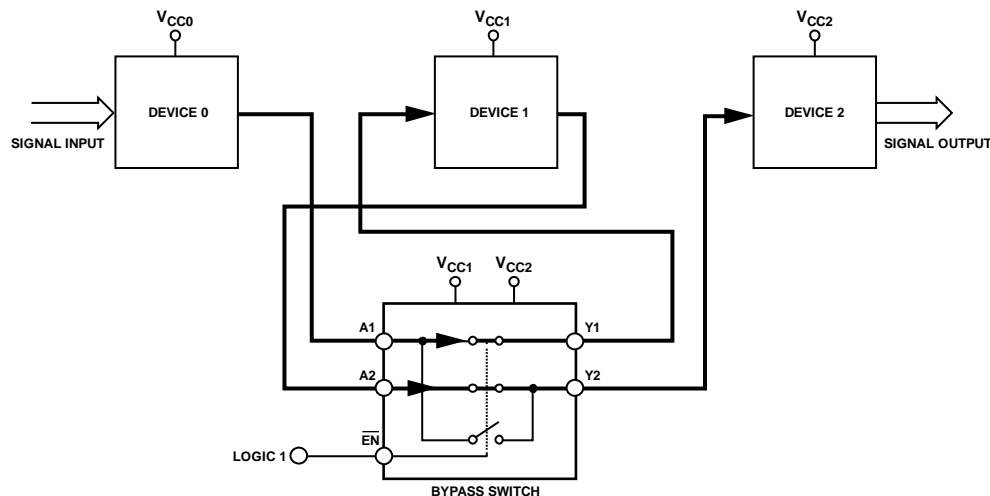 VCC0
VCC1
VCC2
DEVICE 0
DEVICE 1
DEVICE 2
SIGNAL INPUT
SIGNAL OUTPUT
VCC1
VCC2
A1
Y1
A2
Y2
EN
LOGIC 1
BYPASS SWITCH